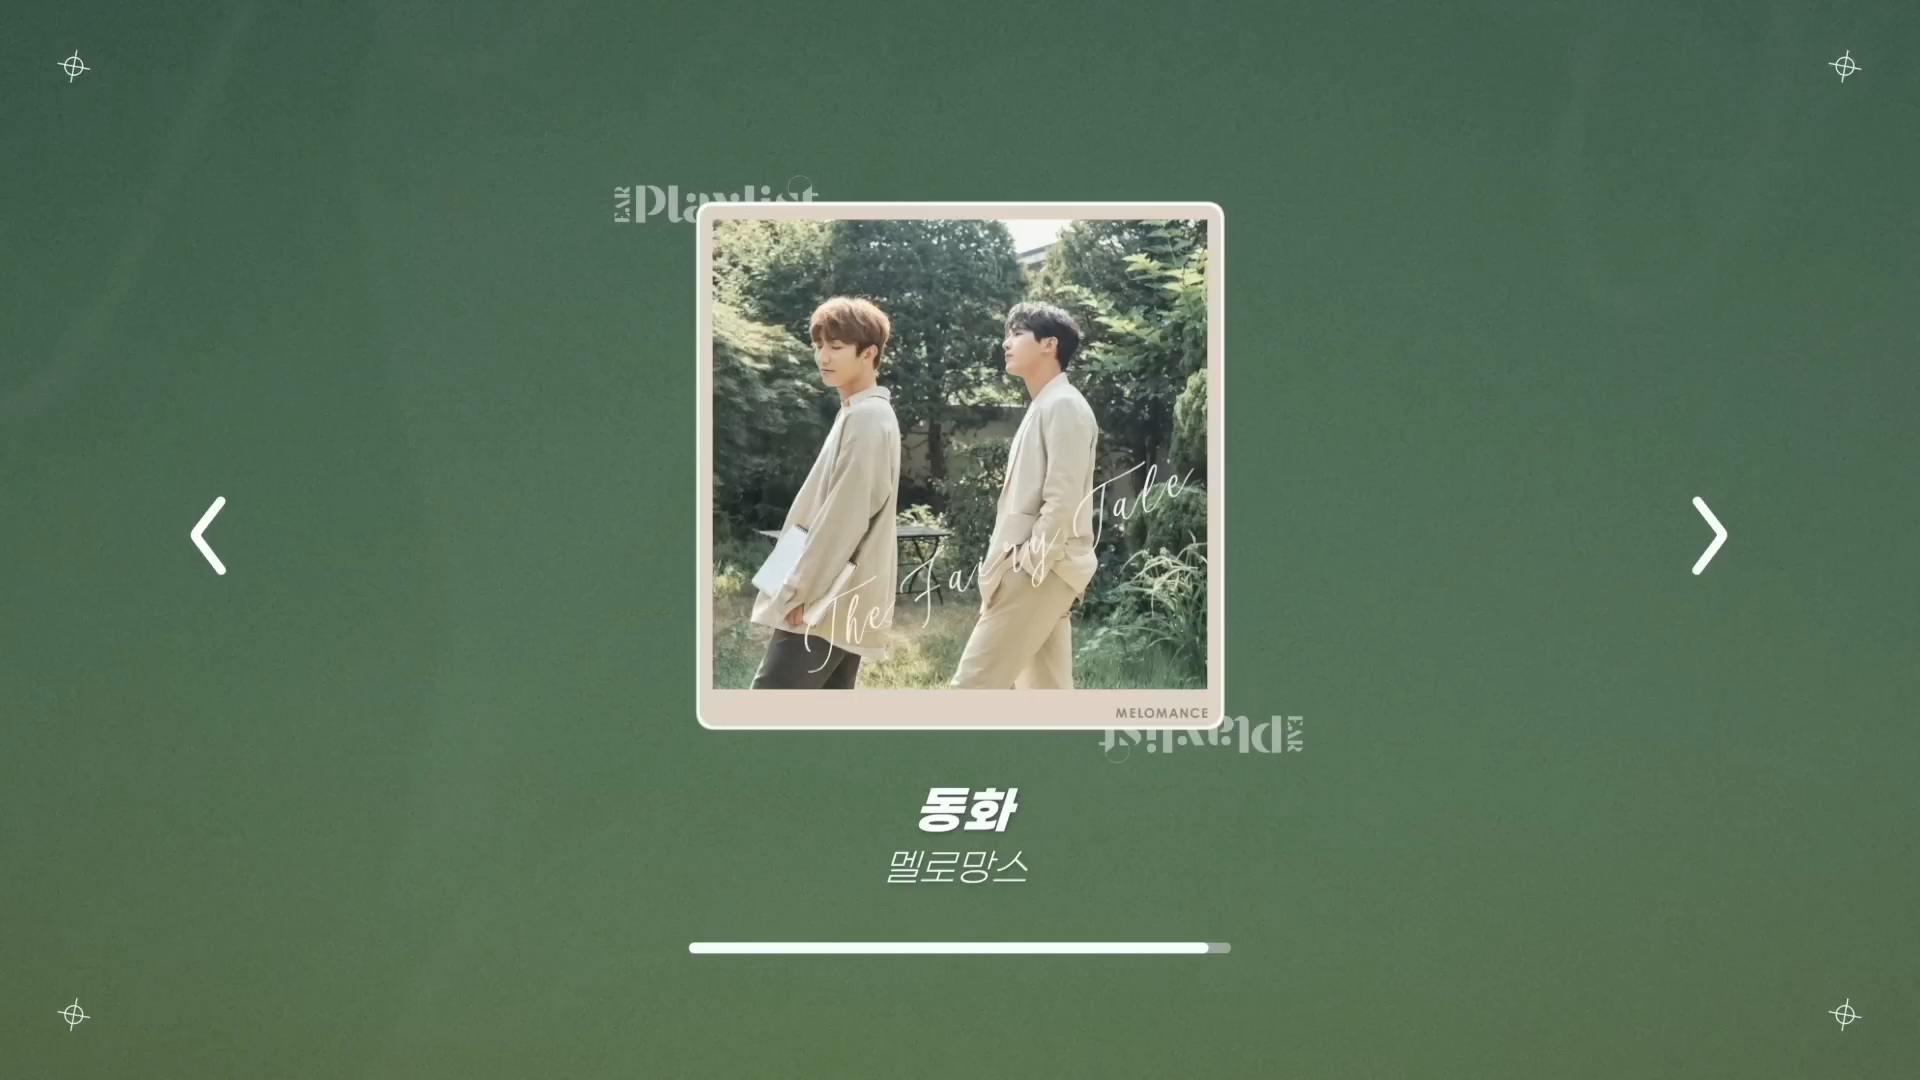 EAR Playlist
The Fairy Tale
MELOMANCE
EAR Playlist
동화
멜로망스